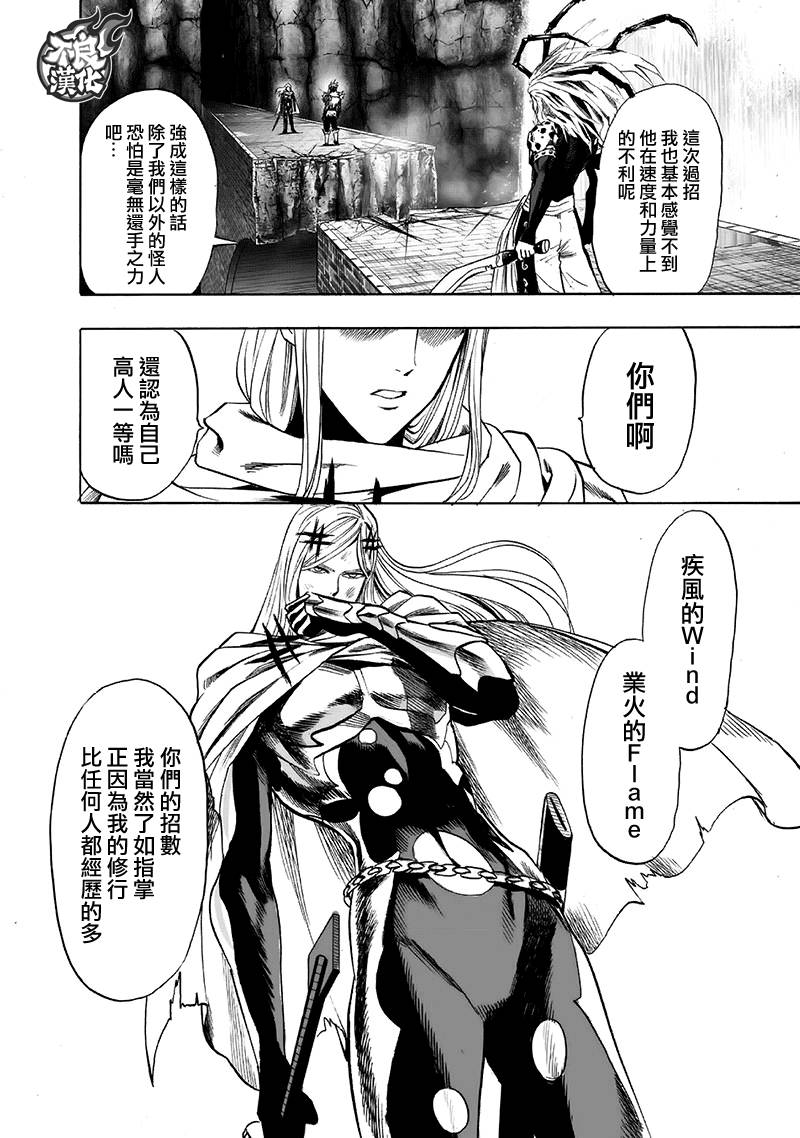 這次過招
我也基本感覺不到
他在速度和力量上
的不利呢
強成這樣的話
除了我們以外的怪人
恐怕是毫無還手之力
吧…
你們啊
還認為自己
高人一等嗎
疾風的Wind
業火的Flame
你們的招數
我當然了如指掌
正因為我的修行
比任何人都經歷的多
浪
漢化